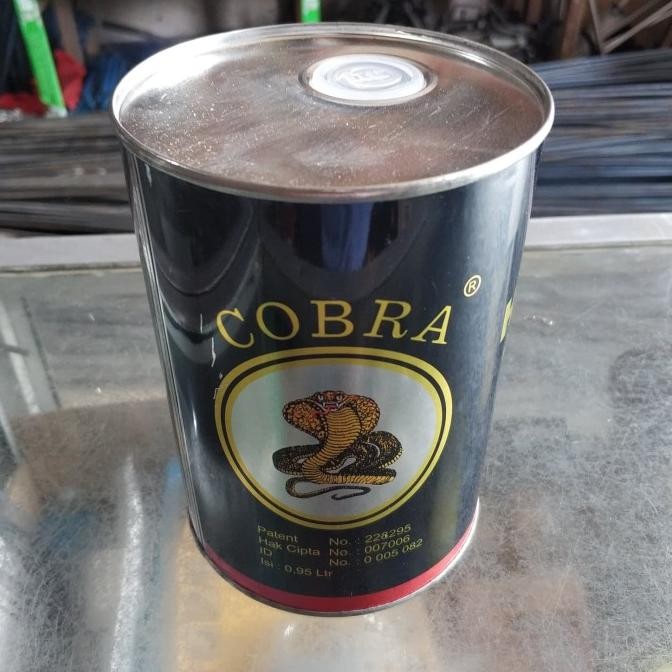 COBRA ®
Patent No. : 228295
Hak Cipta No. : 007006
ID No. : 0 005 082
Isi : 0,95 Ltr